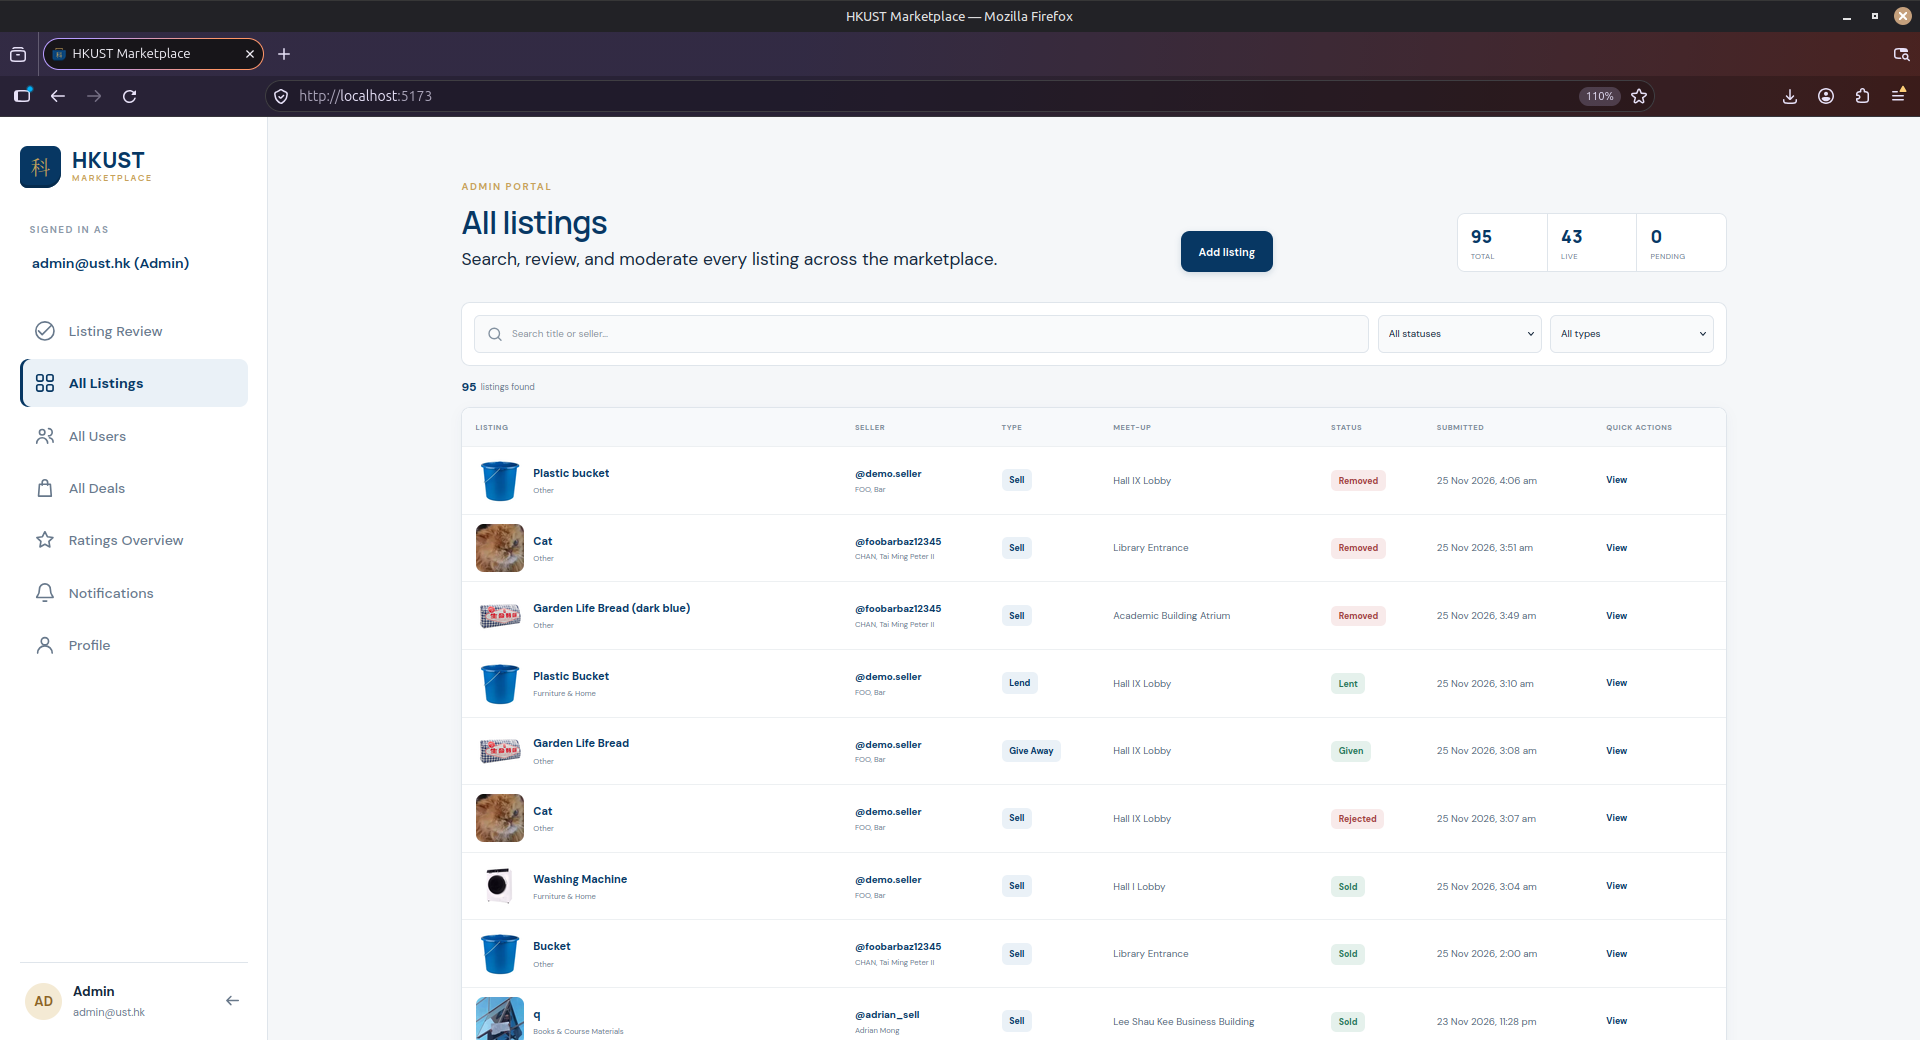 HKUST Marketplace — Mozilla Firefox
HKUST Marketplace
http://localhost:5173
110%
科
HKUST
MARKETPLACE
SIGNED IN AS
admin@ust.hk (Admin)
Listing Review
All Listings
All Users
All Deals
Ratings Overview
Notifications
Profile
AD
Admin
admin@ust.hk
ADMIN PORTAL
All listings
Search, review, and moderate every listing across the marketplace.
Add listing
95 43 0
TOTAL LIVE PENDING
Search title or seller...
All statuses
All types
95 listings found
LISTING SELLER TYPE MEET-UP STATUS SUBMITTED QUICK ACTIONS
Plastic bucket
Other
@demo.seller
FOO, Bar
Sell
Hall IX Lobby
Removed
25 Nov 2026, 4:06 am
View
Cat
Other
@foobarbaz12345
CHAN, Tai Ming Peter II
Sell
Library Entrance
Removed
25 Nov 2026, 3:51 am
View
Garden Life Bread (dark blue)
Other
@foobarbaz12345
CHAN, Tai Ming Peter II
Sell
Academic Building Atrium
Removed
25 Nov 2026, 3:49 am
View
Plastic Bucket
Furniture & Home
@demo.seller
FOO, Bar
Lend
Hall IX Lobby
Lent
25 Nov 2026, 3:10 am
View
Garden Life Bread
Other
@demo.seller
FOO, Bar
Give Away
Hall IX Lobby
Given
25 Nov 2026, 3:08 am
View
Cat
Other
@demo.seller
FOO, Bar
Sell
Hall IX Lobby
Rejected
25 Nov 2026, 3:07 am
View
Washing Machine
Furniture & Home
@demo.seller
FOO, Bar
Sell
Hall I Lobby
Sold
25 Nov 2026, 3:04 am
View
Bucket
Other
@foobarbaz12345
CHAN, Tai Ming Peter II
Sell
Library Entrance
Sold
25 Nov 2026, 2:00 am
View
q
Books & Course Materials
@adrian_sell
Adrian Mong
Sell
Lee Shau Kee Business Building
Sold
23 Nov 2026, 11:28 pm
View